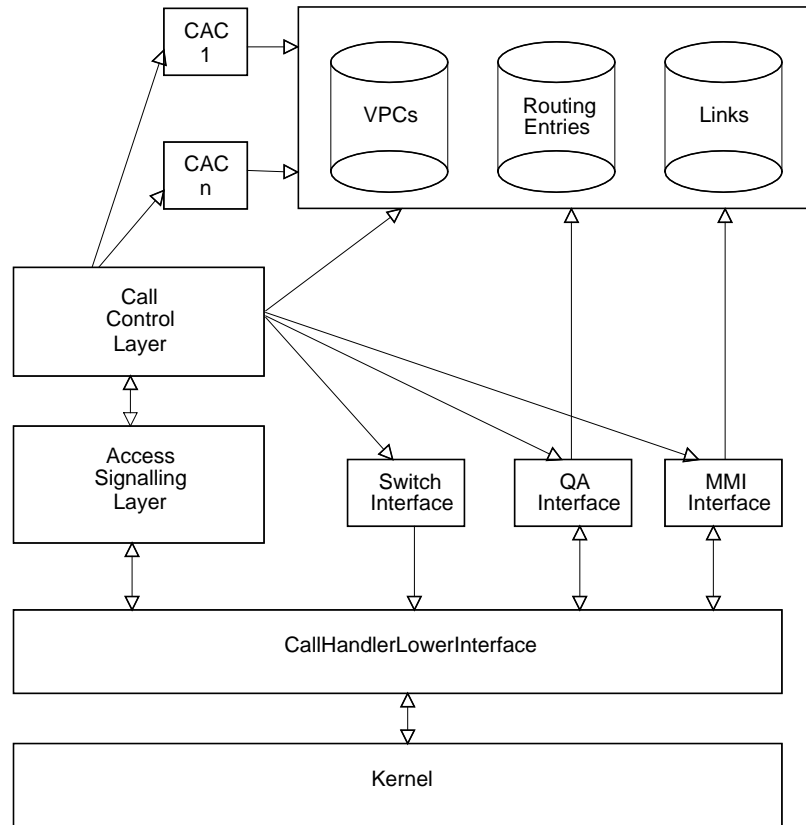 CAC
1
VPCs
Routing
Entries
Links
CAC
n
Call
Control
Layer
Access
Signalling
Layer
Switch
Interface
QA
Interface
MMI
Interface
CallHandlerLowerInterface
Kernel